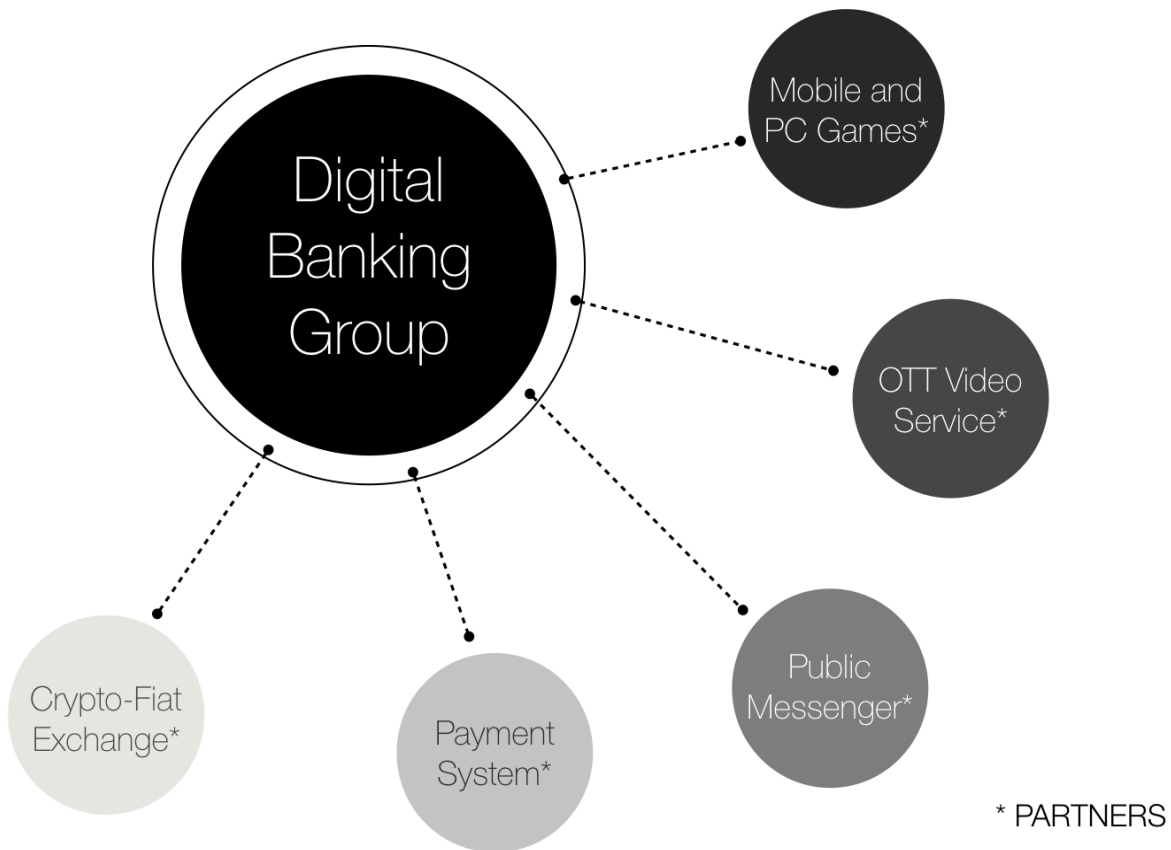 Digital
Banking
Group
Mobile and
PC Games*
OTT Video
Service*
Public
Messenger*
Payment
System*
Crypto-Fiat
Exchange*
* PARTNERS